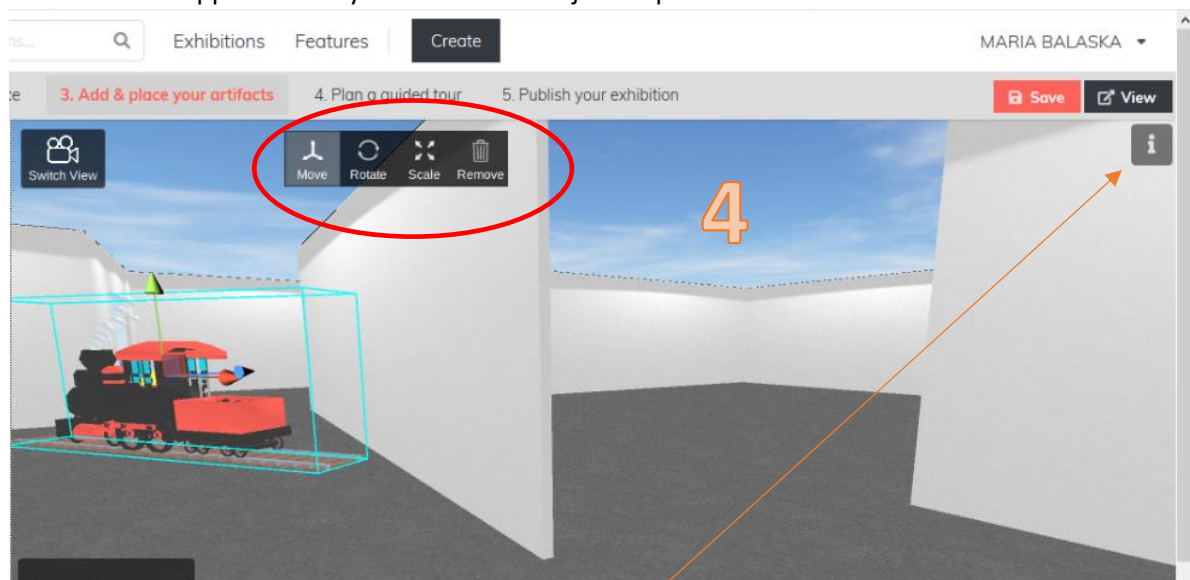 Exhibitions Features Create MARIA BALASKA
3. Add & place your artifacts 4. Plan a guided tour 5. Publish your exhibition Save View
Switch View
Move Rotate Scale Remove
i
4